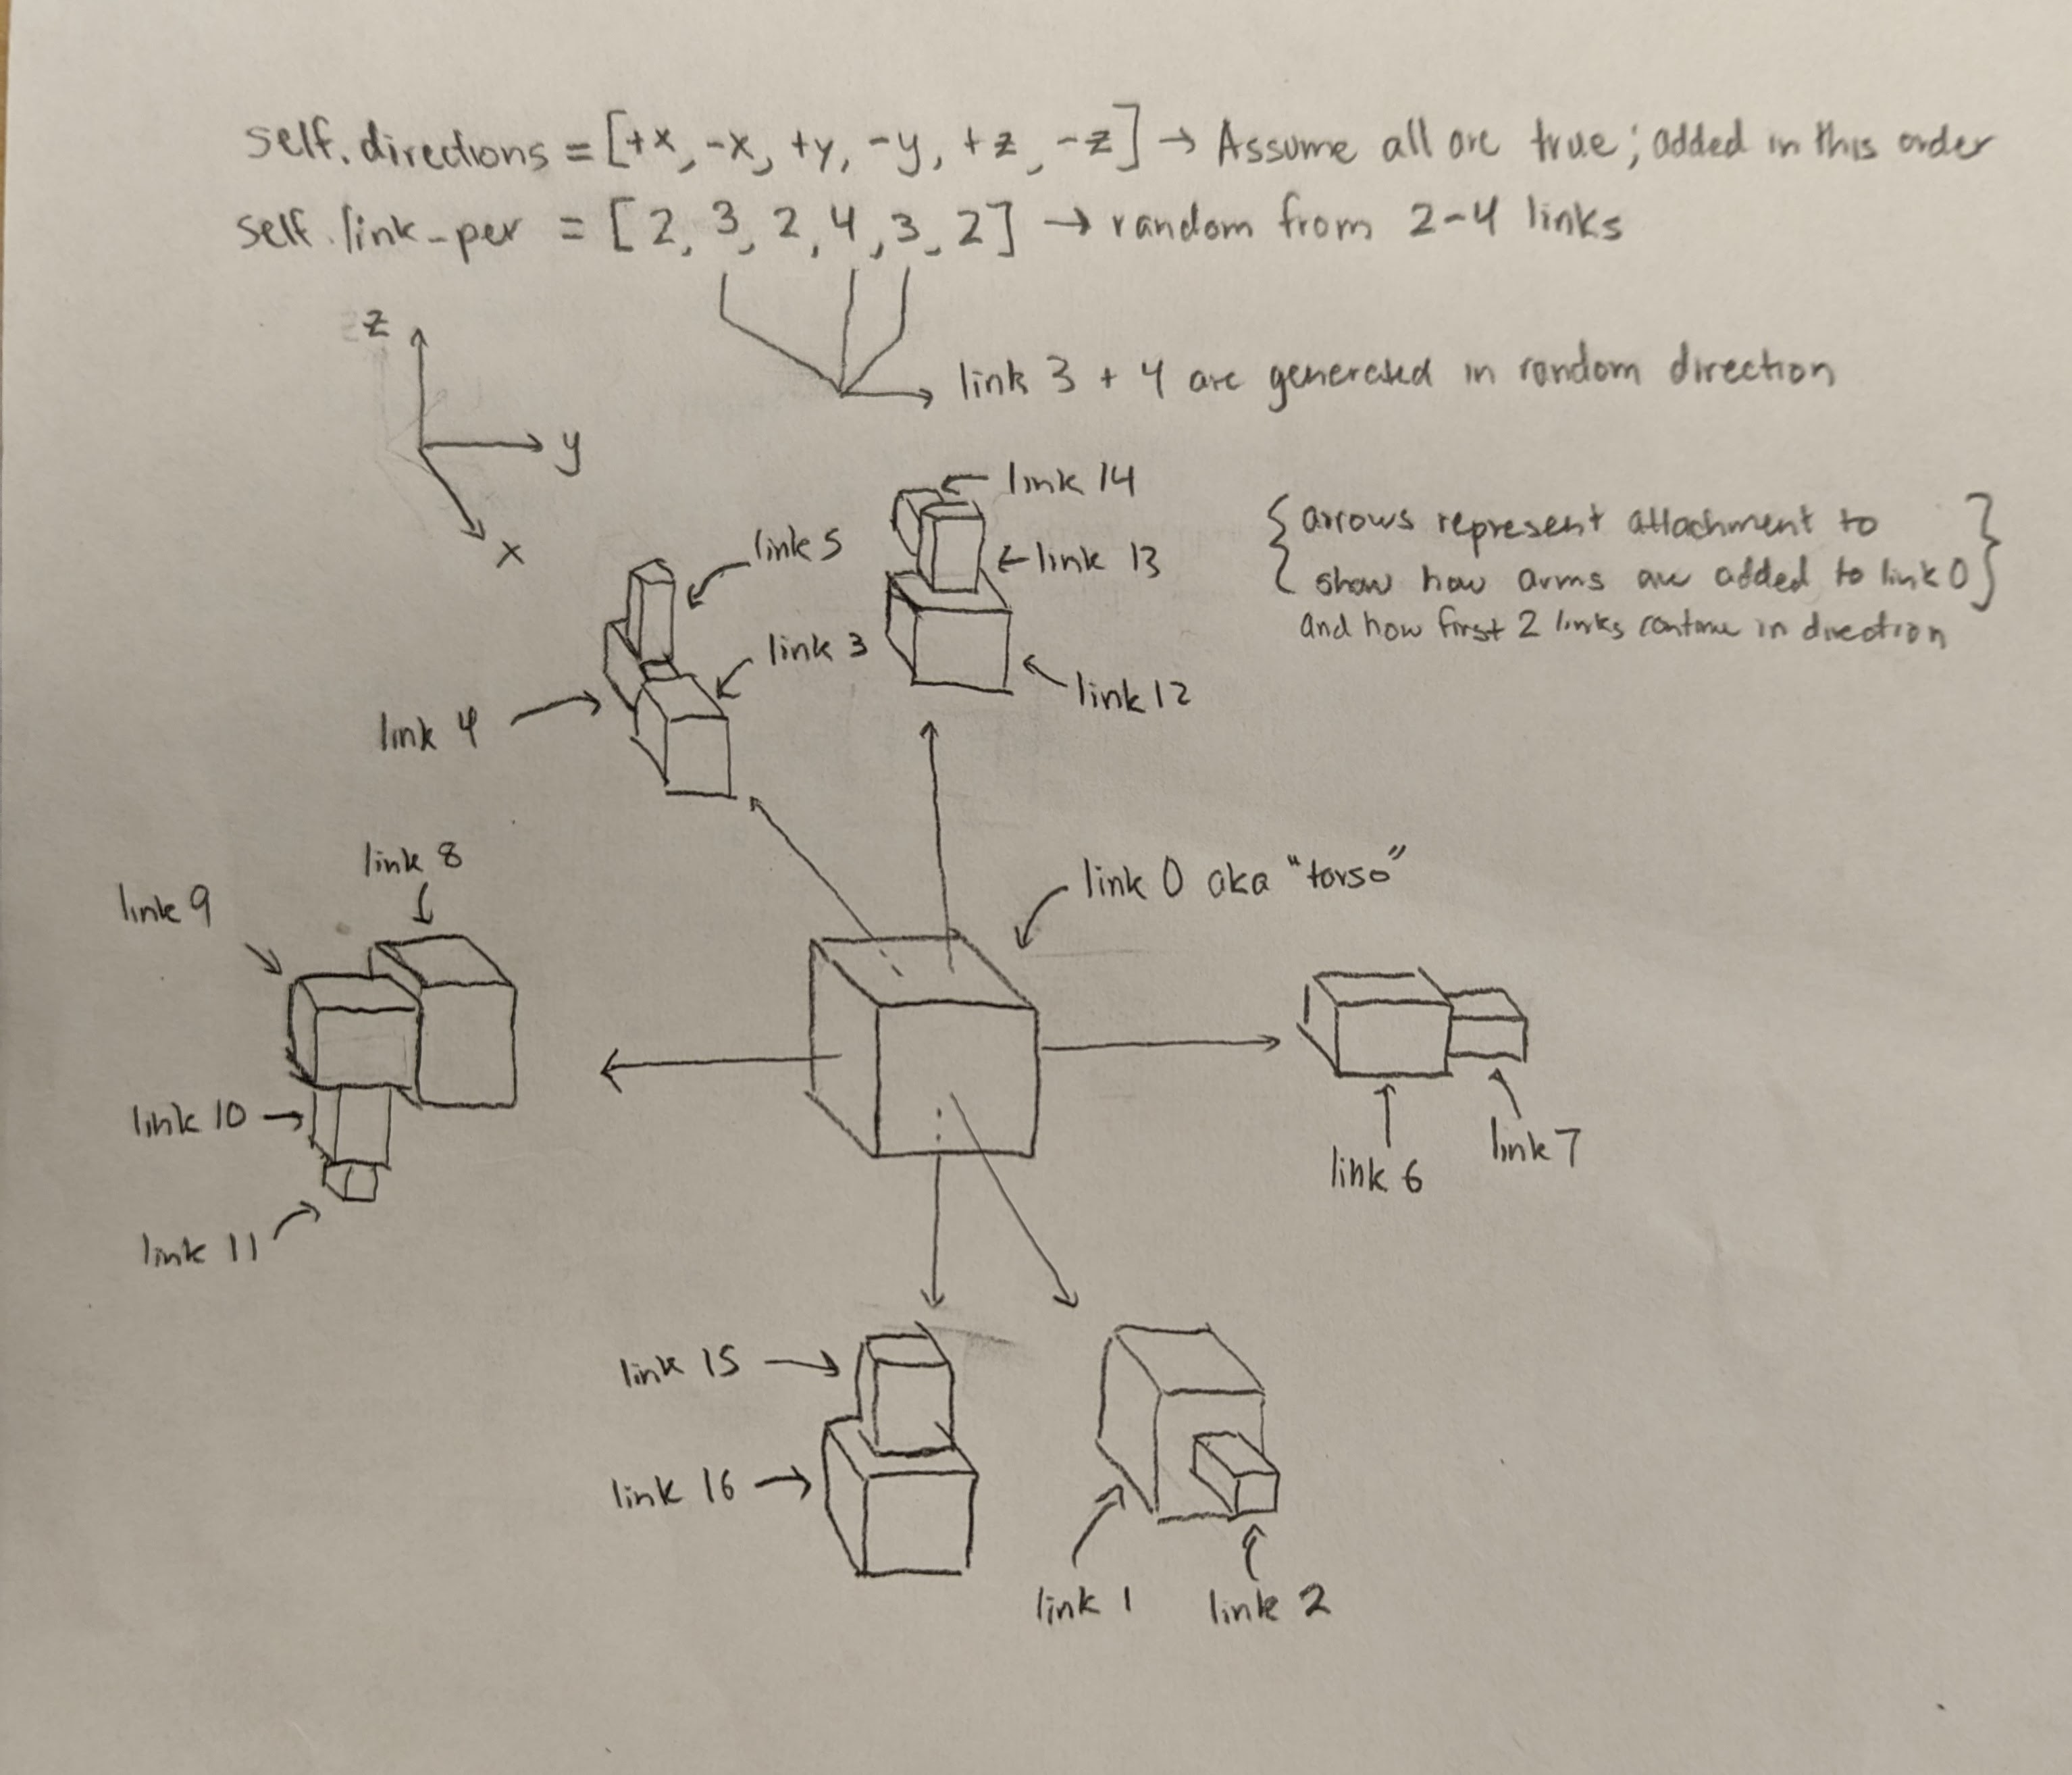 self.directions = [+x, -x, +y, -y, +z, -z] → Assume all are true; added in this order
self.link-per = [2, 3, 2, 4, 3, 2] → random from 2-4 links
z
link 3 + 4 are generated in random direction
y
x
link 14
link 5
link 13
{arrows represent attachment to
show how arms are added to link 0}
and how first 2 links continue in direction
link 3
link 12
link 4
link 8
link 0 aka "torso"
link 9
link 10
link 7
link 6
link 11
link 15
link 16
link 1
link 2